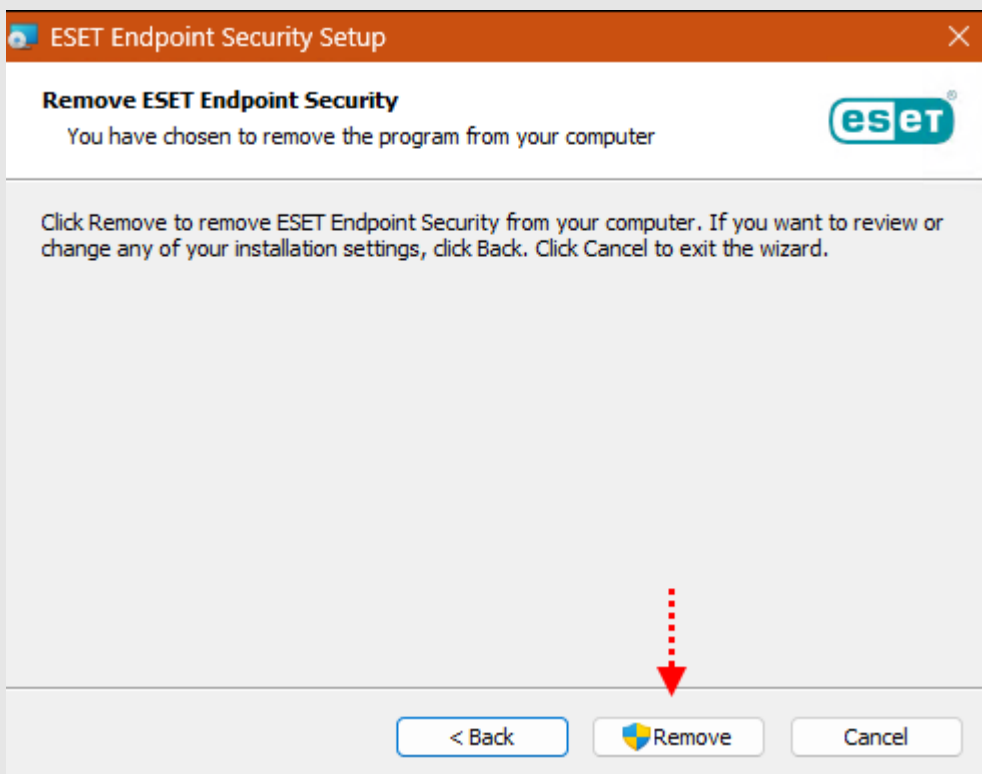 ESET Endpoint Security Setup
Remove ESET Endpoint Security
You have chosen to remove the program from your computer
eseT®
Click Remove to remove ESET Endpoint Security from your computer. If you want to review or
change any of your installation settings, click Back. Click Cancel to exit the wizard.
< Back
Remove
Cancel